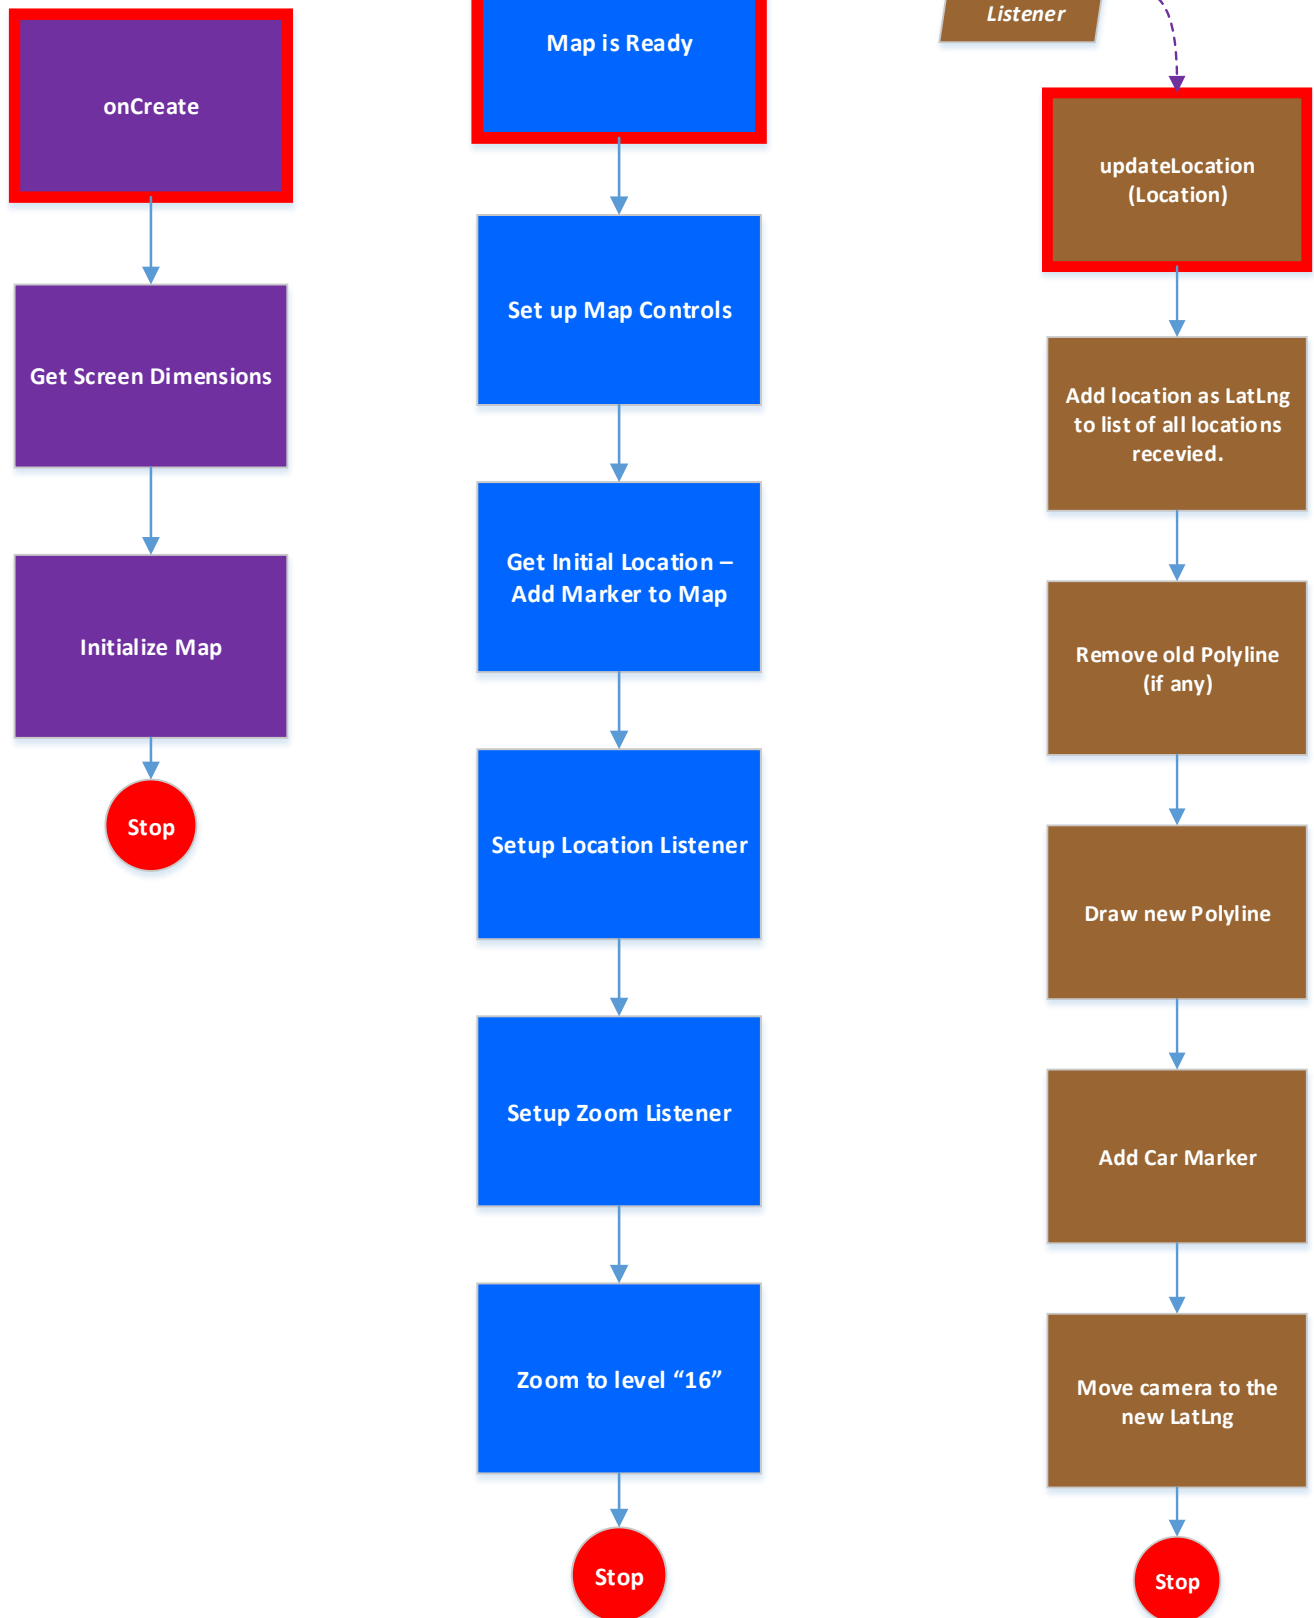 onCreate
Get Screen Dimensions
Initialize Map
Stop
Map is Ready
Set up Map Controls
Get Initial Location –
Add Marker to Map
Setup Location Listener
Setup Zoom Listener
Zoom to level “16”
Stop
Listener
updateLocation
(Location)
Add location as LatLng
to list of all locations
recevied.
Remove old Polyline
(if any)
Draw new Polyline
Add Car Marker
Move camera to the
new LatLng
Stop